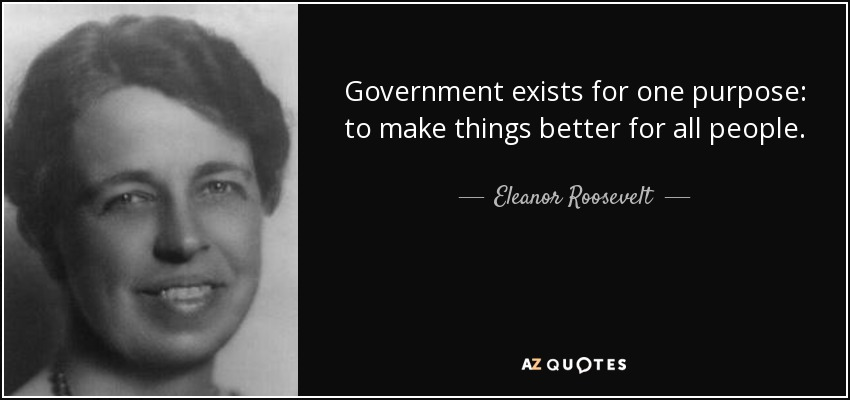 Government exists for one purpose:
to make things better for all people.
Eleanor Roosevelt
AZ QUOTES